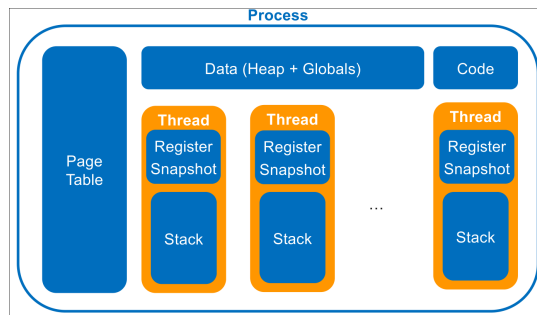 Process
Page
Table
Data (Heap + Globals)
Code
Thread
Register
Snapshot
Stack
Thread
Register
Snapshot
Stack
...
Thread
Register
Snapshot
Stack